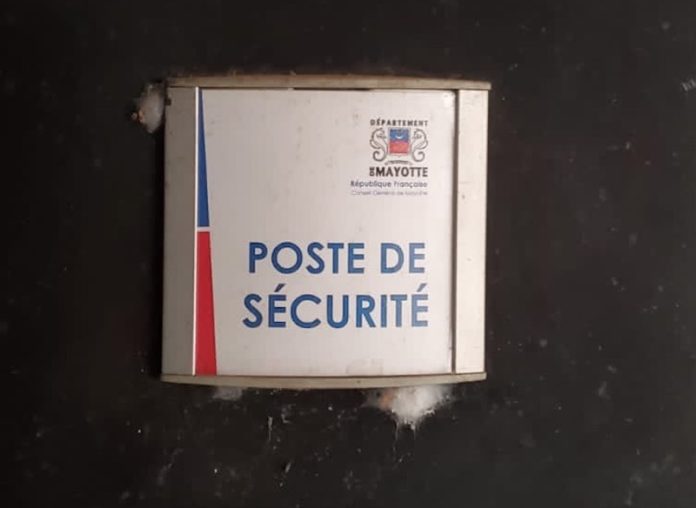 DÉPARTEMENT
DE MAYOTTE
République Française
Conseil Général de Mayotte
POSTE DE
SÉCURITÉ